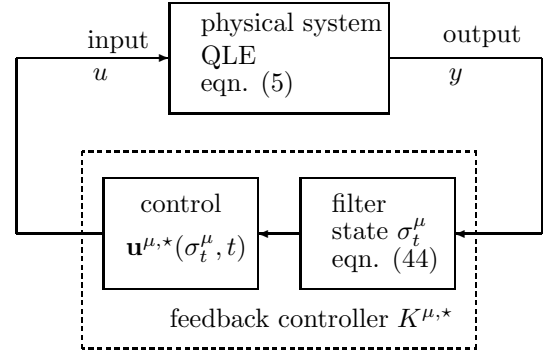 physical system
QLE
eqn. (5)
input
u
output
y
control
u^{μ,⋆}(σ_t^μ, t)
filter
state σ_t^μ
eqn. (44)
feedback controller K^{μ,⋆}